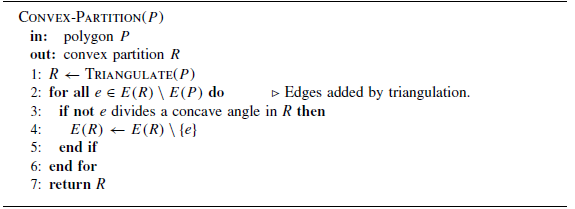 CONVEX-PARTITION(P)
in: polygon P
out: convex partition R
1: R ← TRIANGULATE(P)
2: for all e ∈ E(R) \ E(P) do ▷ Edges added by triangulation.
3: if not e divides a concave angle in R then
4: E(R) ← E(R) \ {e}
5: end if
6: end for
7: return R